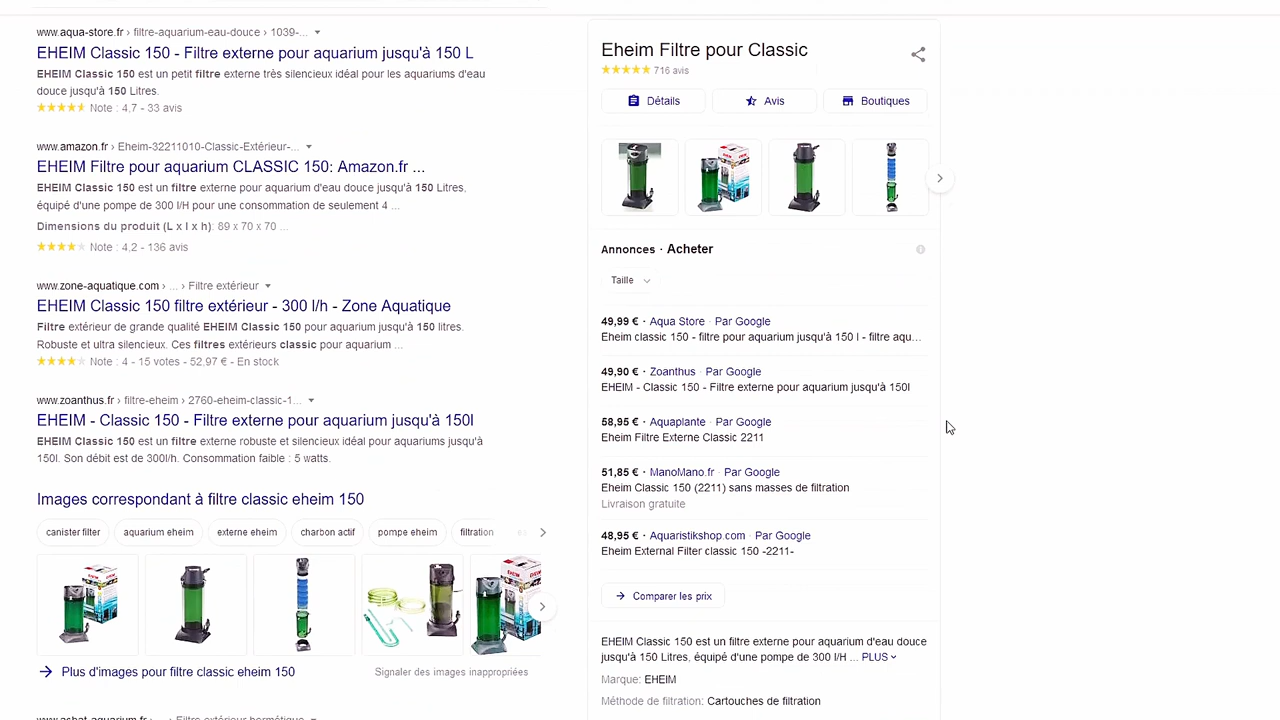 www.aqua-store.fr › filtre-aquarium-eau-douce › 1039-...
EHEIM Classic 150 - Filtre externe pour aquarium jusqu'à 150 L
EHEIM Classic 150 est un petit filtre externe très silencieux idéal pour les aquariums d'eau
douce jusqu'à 150 Litres.
Note : 4,7 - 33 avis
www.amazon.fr › Eheim-32211010-Classic-Extérieur-...
EHEIM Filtre pour aquarium CLASSIC 150: Amazon.fr ...
EHEIM Classic 150 est un filtre externe pour aquarium d'eau douce jusqu'à 150 Litres,
équipé d'une pompe de 300 l/H pour une consommation de seulement 4 ...
Dimensions du produit (L x l x h): 89 x 70 x 70 ...
Note : 4,2 - 136 avis
www.zone-aquatique.com › ... › Filtre extérieur
EHEIM Classic 150 filtre extérieur - 300 l/h - Zone Aquatique
Filtre extérieur de grande qualité EHEIM Classic 150 pour aquarium jusqu'à 150 litres.
Robuste et ultra silencieux. Ces filtres extérieurs classic pour aquarium ...
Note : 4 - 15 votes - 52,97 € - En stock
www.zoanthus.fr › filtre-eheim › 2760-eheim-classic-1...
EHEIM - Classic 150 - Filtre externe pour aquarium jusqu'à 150l
EHEIM Classic 150 est un filtre externe robuste et silencieux idéal pour aquariums jusqu'à
150l. Son débit est de 300l/h. Consommation faible : 5 watts.
Images correspondant à filtre classic eheim 150
canister filter
aquarium eheim
externe eheim
charbon actif
pompe eheim
filtration
Plus d'images pour filtre classic eheim 150
Signaler des images inappropriées
www.achat-aquarium.fr › ... › Filtre extérieur hermétique
Eheim Filtre pour Classic
716 avis
Détails
Avis
Boutiques
Annonces · Acheter
Taille
49,99 € · Aqua Store · Par Google
Eheim classic 150 - filtre pour aquarium jusqu'à 150 l - filtre aqu...
49,90 € · Zoanthus · Par Google
EHEIM - Classic 150 - Filtre externe pour aquarium jusqu'à 150l
58,95 € · Aquaplante · Par Google
Eheim Filtre Externe Classic 2211
51,85 € · ManoMano.fr · Par Google
Eheim Classic 150 (2211) sans masses de filtration
Livraison gratuite
48,95 € · Aquaristikshop.com · Par Google
Eheim External Filter classic 150 -2211-
Comparer les prix
EHEIM Classic 150 est un filtre externe pour aquarium d'eau douce
jusqu'à 150 Litres, équipé d'une pompe de 300 l/H ... PLUS
Marque: EHEIM
Méthode de filtration: Cartouches de filtration